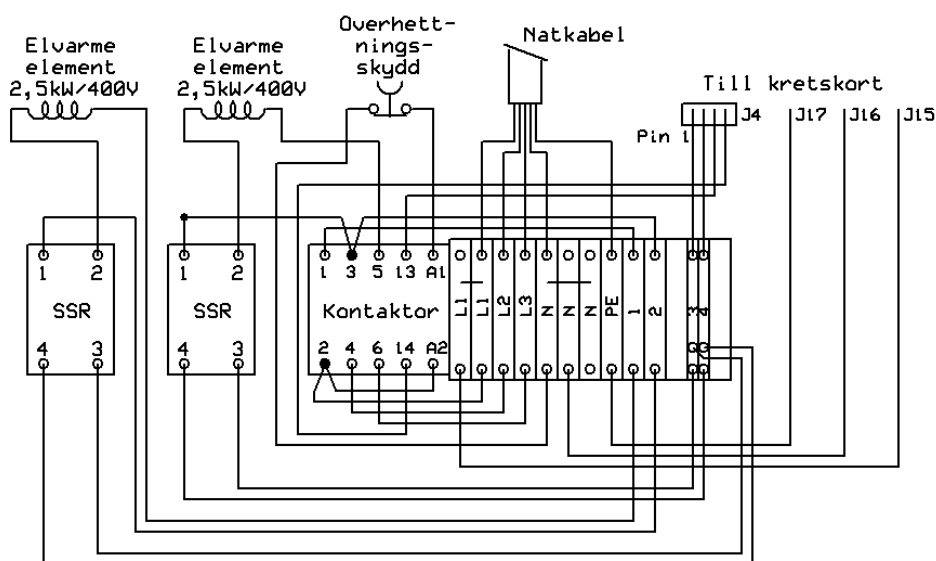 Elvarme
element
2,5kW/400V
Elvarme
element
2,5kW/400V
Overhett-
nings-
skydd
Natkabel
Till kretskort
Pin 1
J4
J17
J16
J15
1
2
SSR
4
3
1
2
SSR
4
3
1
3
5
13
A1
Kontaktor
2
4
6
14
A2
L1
L1
L2
L3
N
N
N
PE
1
2
3
4